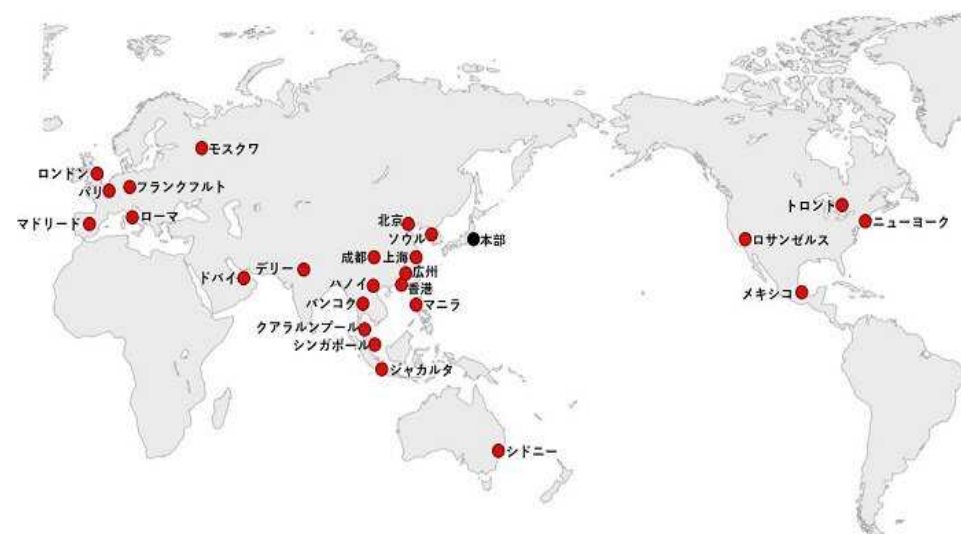 モスクワ
ロンドン
フランクフルト
パリ
ローマ
マドリード
トロント
北京
ニューヨーク
ソウル
本部
ロサンゼルス
成都
上海
デリー
広州
ドバイ
ハノイ
香港
メキシコ
バンコク
マニラ
クアラルンプール
シンガポール
ジャカルタ
シドニー